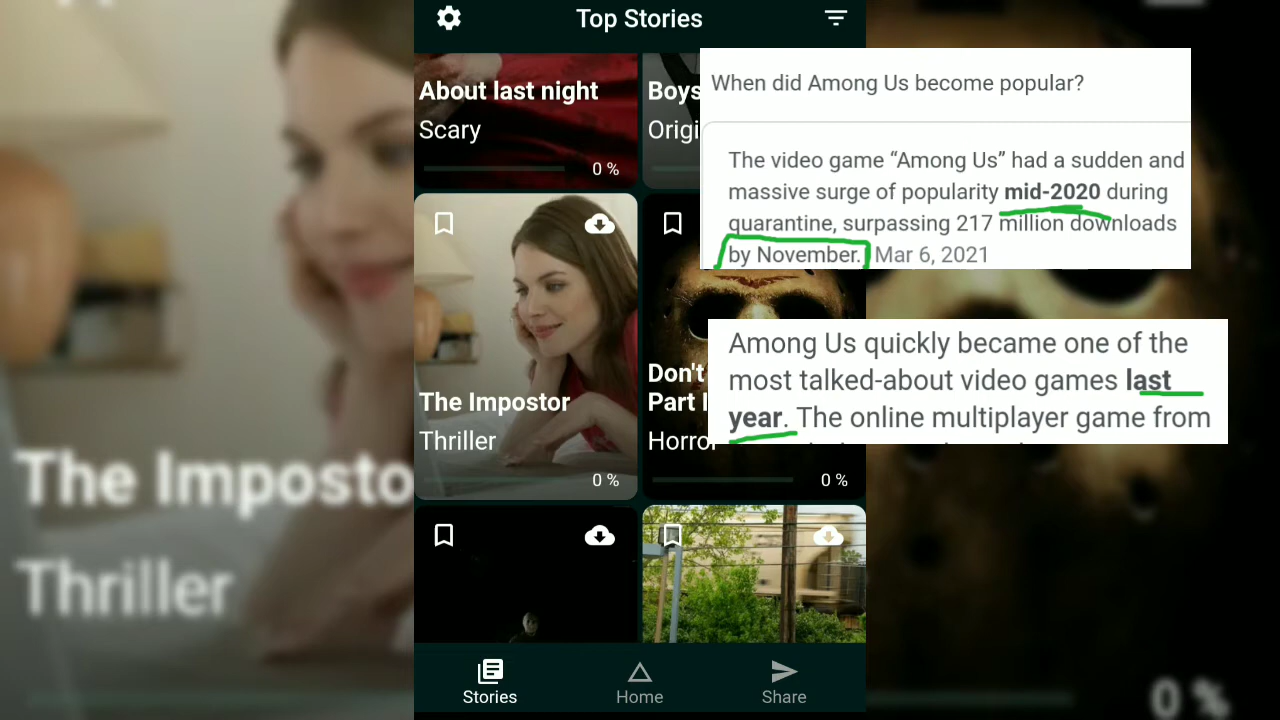 Top Stories
About last night
Scary
0 %
Boys
Origi
When did Among Us become popular?
The video game “Among Us” had a sudden and
massive surge of popularity mid-2020 during
quarantine, surpassing 217 million downloads
by November. Mar 6, 2021
The Impostor
Thriller
0 %
Don't
Part I
Horror
0 %
Among Us quickly became one of the
most talked-about video games last
year. The online multiplayer game from
Stories
Home
Share
The Imposto
Thriller
0 %